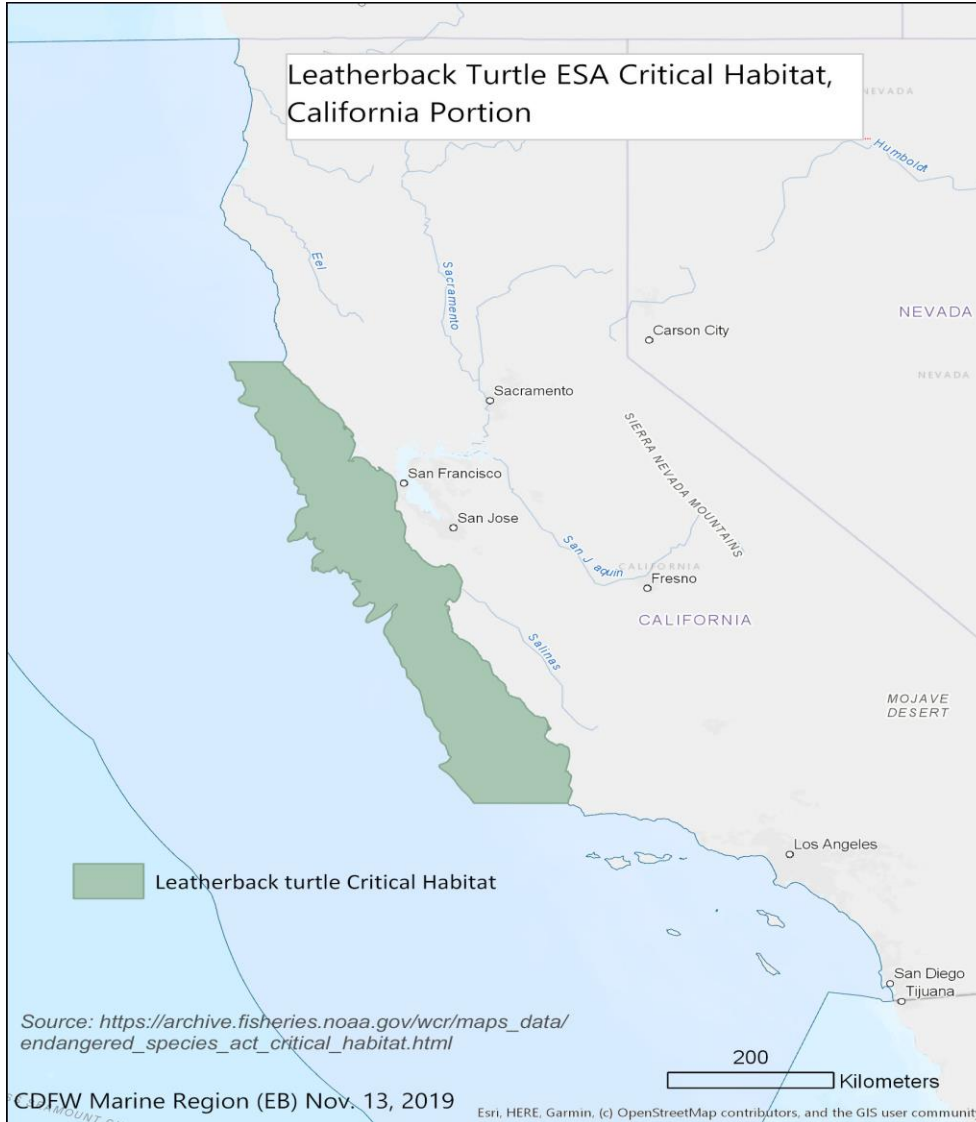 Leatherback Turtle ESA Critical Habitat,
California Portion
NEVADA
Humboldt
Eel
Sacramento
NEVADA
Carson City
NEVADA
Sacramento
SIERRA NEVADA MOUNTAINS
San Francisco
San Jose
San J aquin
CALIFORNIA
Fresno
CALIFORNIA
Salinas
MOJAVE
DESERT
Los Angeles
Leatherback turtle Critical Habitat
San Diego
Tijuana
Source: https://archive.fisheries.noaa.gov/wcr/maps_data/
endangered_species_act_critical_habitat.html
200
Kilometers
CDFW Marine Region (EB) Nov. 13, 2019
Esri, HERE, Garmin, (c) OpenStreetMap contributors, and the GIS user community